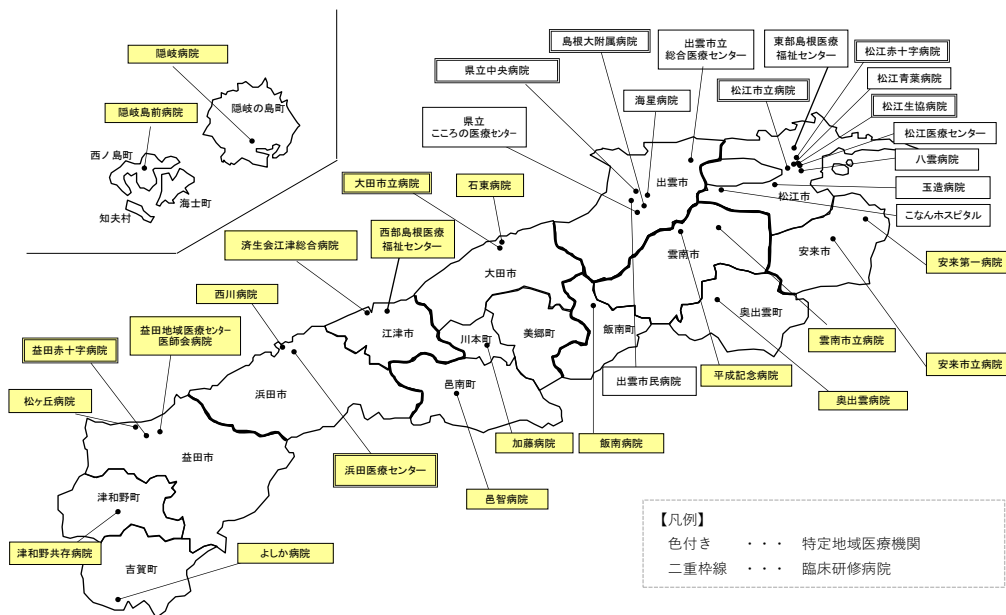 隠岐病院
隠岐島前病院
隠岐の島町
西ノ島町
海士町
知夫村
島根大附属病院
出雲市立
総合医療センター
東部島根医療
福祉センター
松江赤十字病院
県立中央病院
松江青葉病院
松江市立病院
海星病院
松江生協病院
県立
こころの医療センター
松江医療センター
八雲病院
出雲市
玉造病院
松江市
こなんホスピタル
大田市立病院
石東病院
済生会江津総合病院
西部島根医療
福祉センター
大田市
雲南市
安来市
安来第一病院
西川病院
奥出雲町
益田地域医療センター
医師会病院
江津市
川本町
美郷町
飯南町
雲南市立病院
益田赤十字病院
安来市立病院
平成記念病院
出雲市民病院
邑南町
浜田市
松ヶ丘病院
奥出雲病院
加藤病院
飯南病院
益田市
浜田医療センター
邑智病院
津和野町
津和野共存病院
よしか病院
吉賀町
【凡例】
色付き ・・・ 特定地域医療機関
二重枠線 ・・・ 臨床研修病院